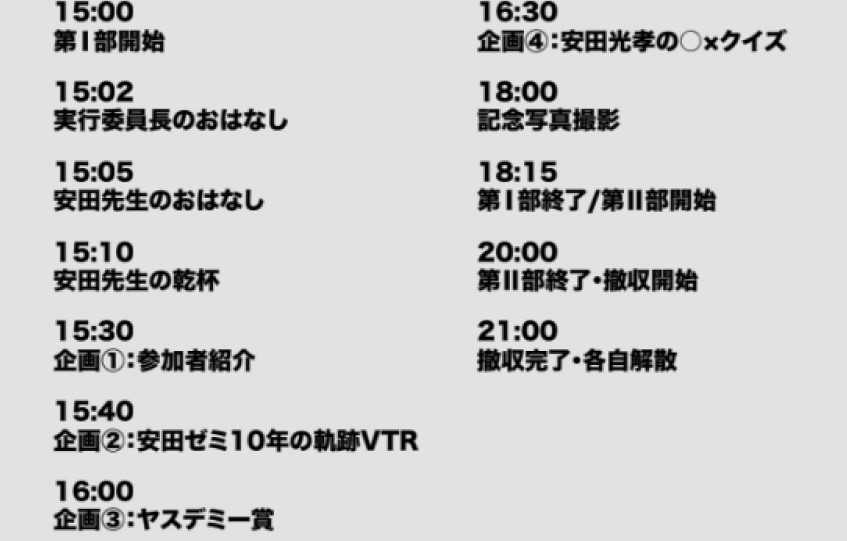 15:00
第Ⅰ部開始
15:02
実行委員長のおはなし
15:05
安田先生のおはなし
15:10
安田先生の乾杯
15:30
企画①：参加者紹介
15:40
企画②：安田ゼミ10年の軌跡VTR
16:00
企画③：ヤスデミー賞
16:30
企画④：安田光孝の○×クイズ
18:00
記念写真撮影
18:15
第Ⅰ部終了/第Ⅱ部開始
20:00
第Ⅱ部終了・撤収開始
21:00
撤収完了・各自解散